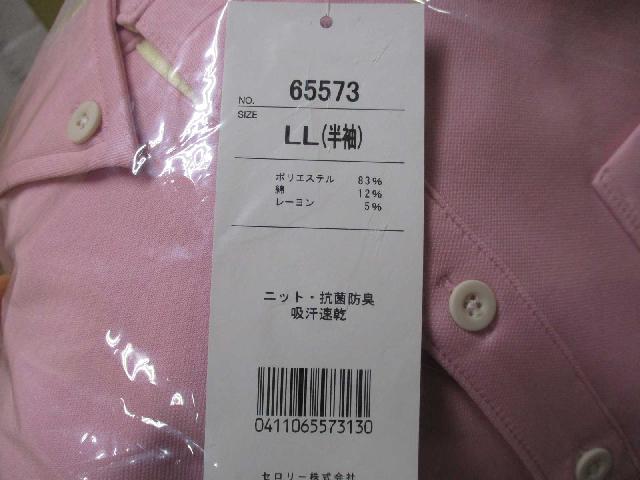 NO. 65573
SIZE
LL(半袖)
ポリエステル 83%
綿 12%
レーヨン 5%
ニット・抗菌防臭
吸汗速乾
0411065573130
セロリー株式会社